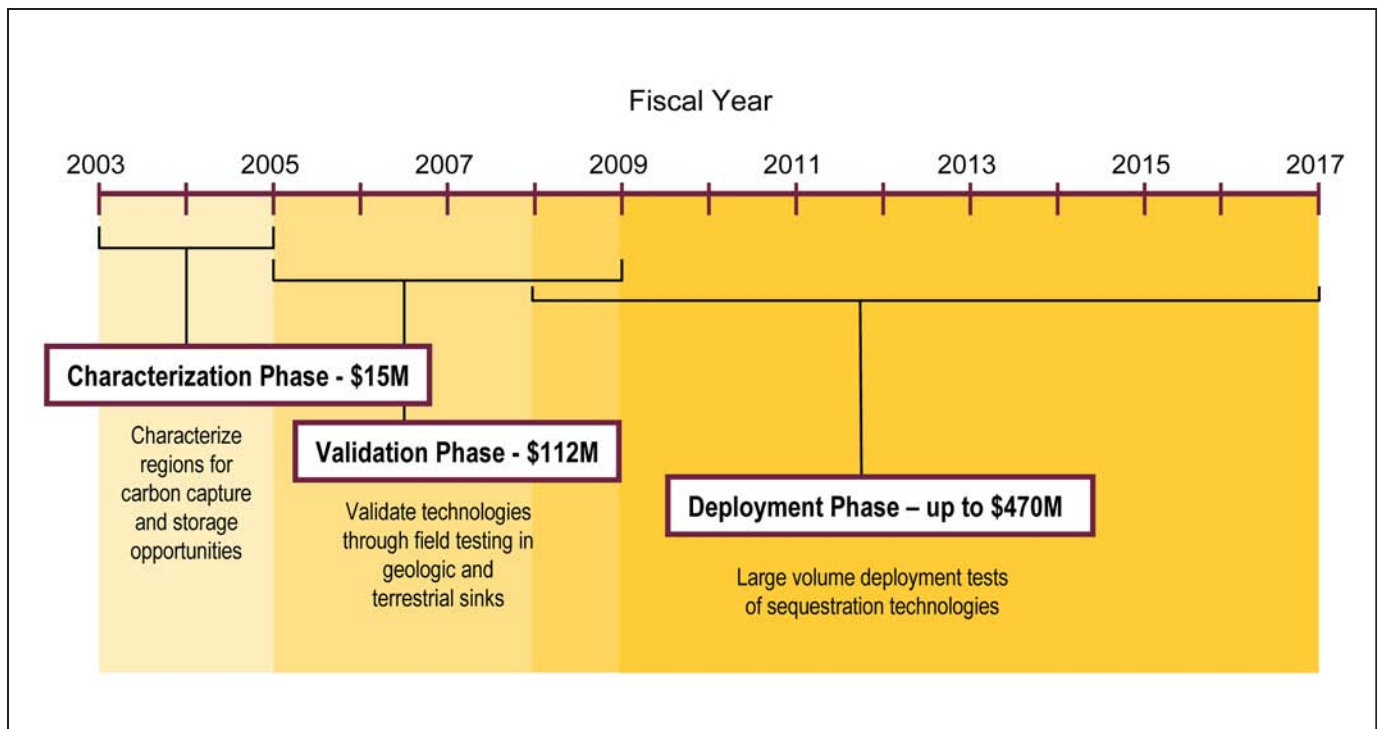 Fiscal Year
2003 2005 2007 2009 2011 2013 2015 2017
Characterization Phase - $15M
Characterize
regions for
carbon capture
and storage
opportunities
Validation Phase - $112M
Validate technologies
through field testing in
geologic and
terrestrial sinks
Deployment Phase – up to $470M
Large volume deployment tests
of sequestration technologies